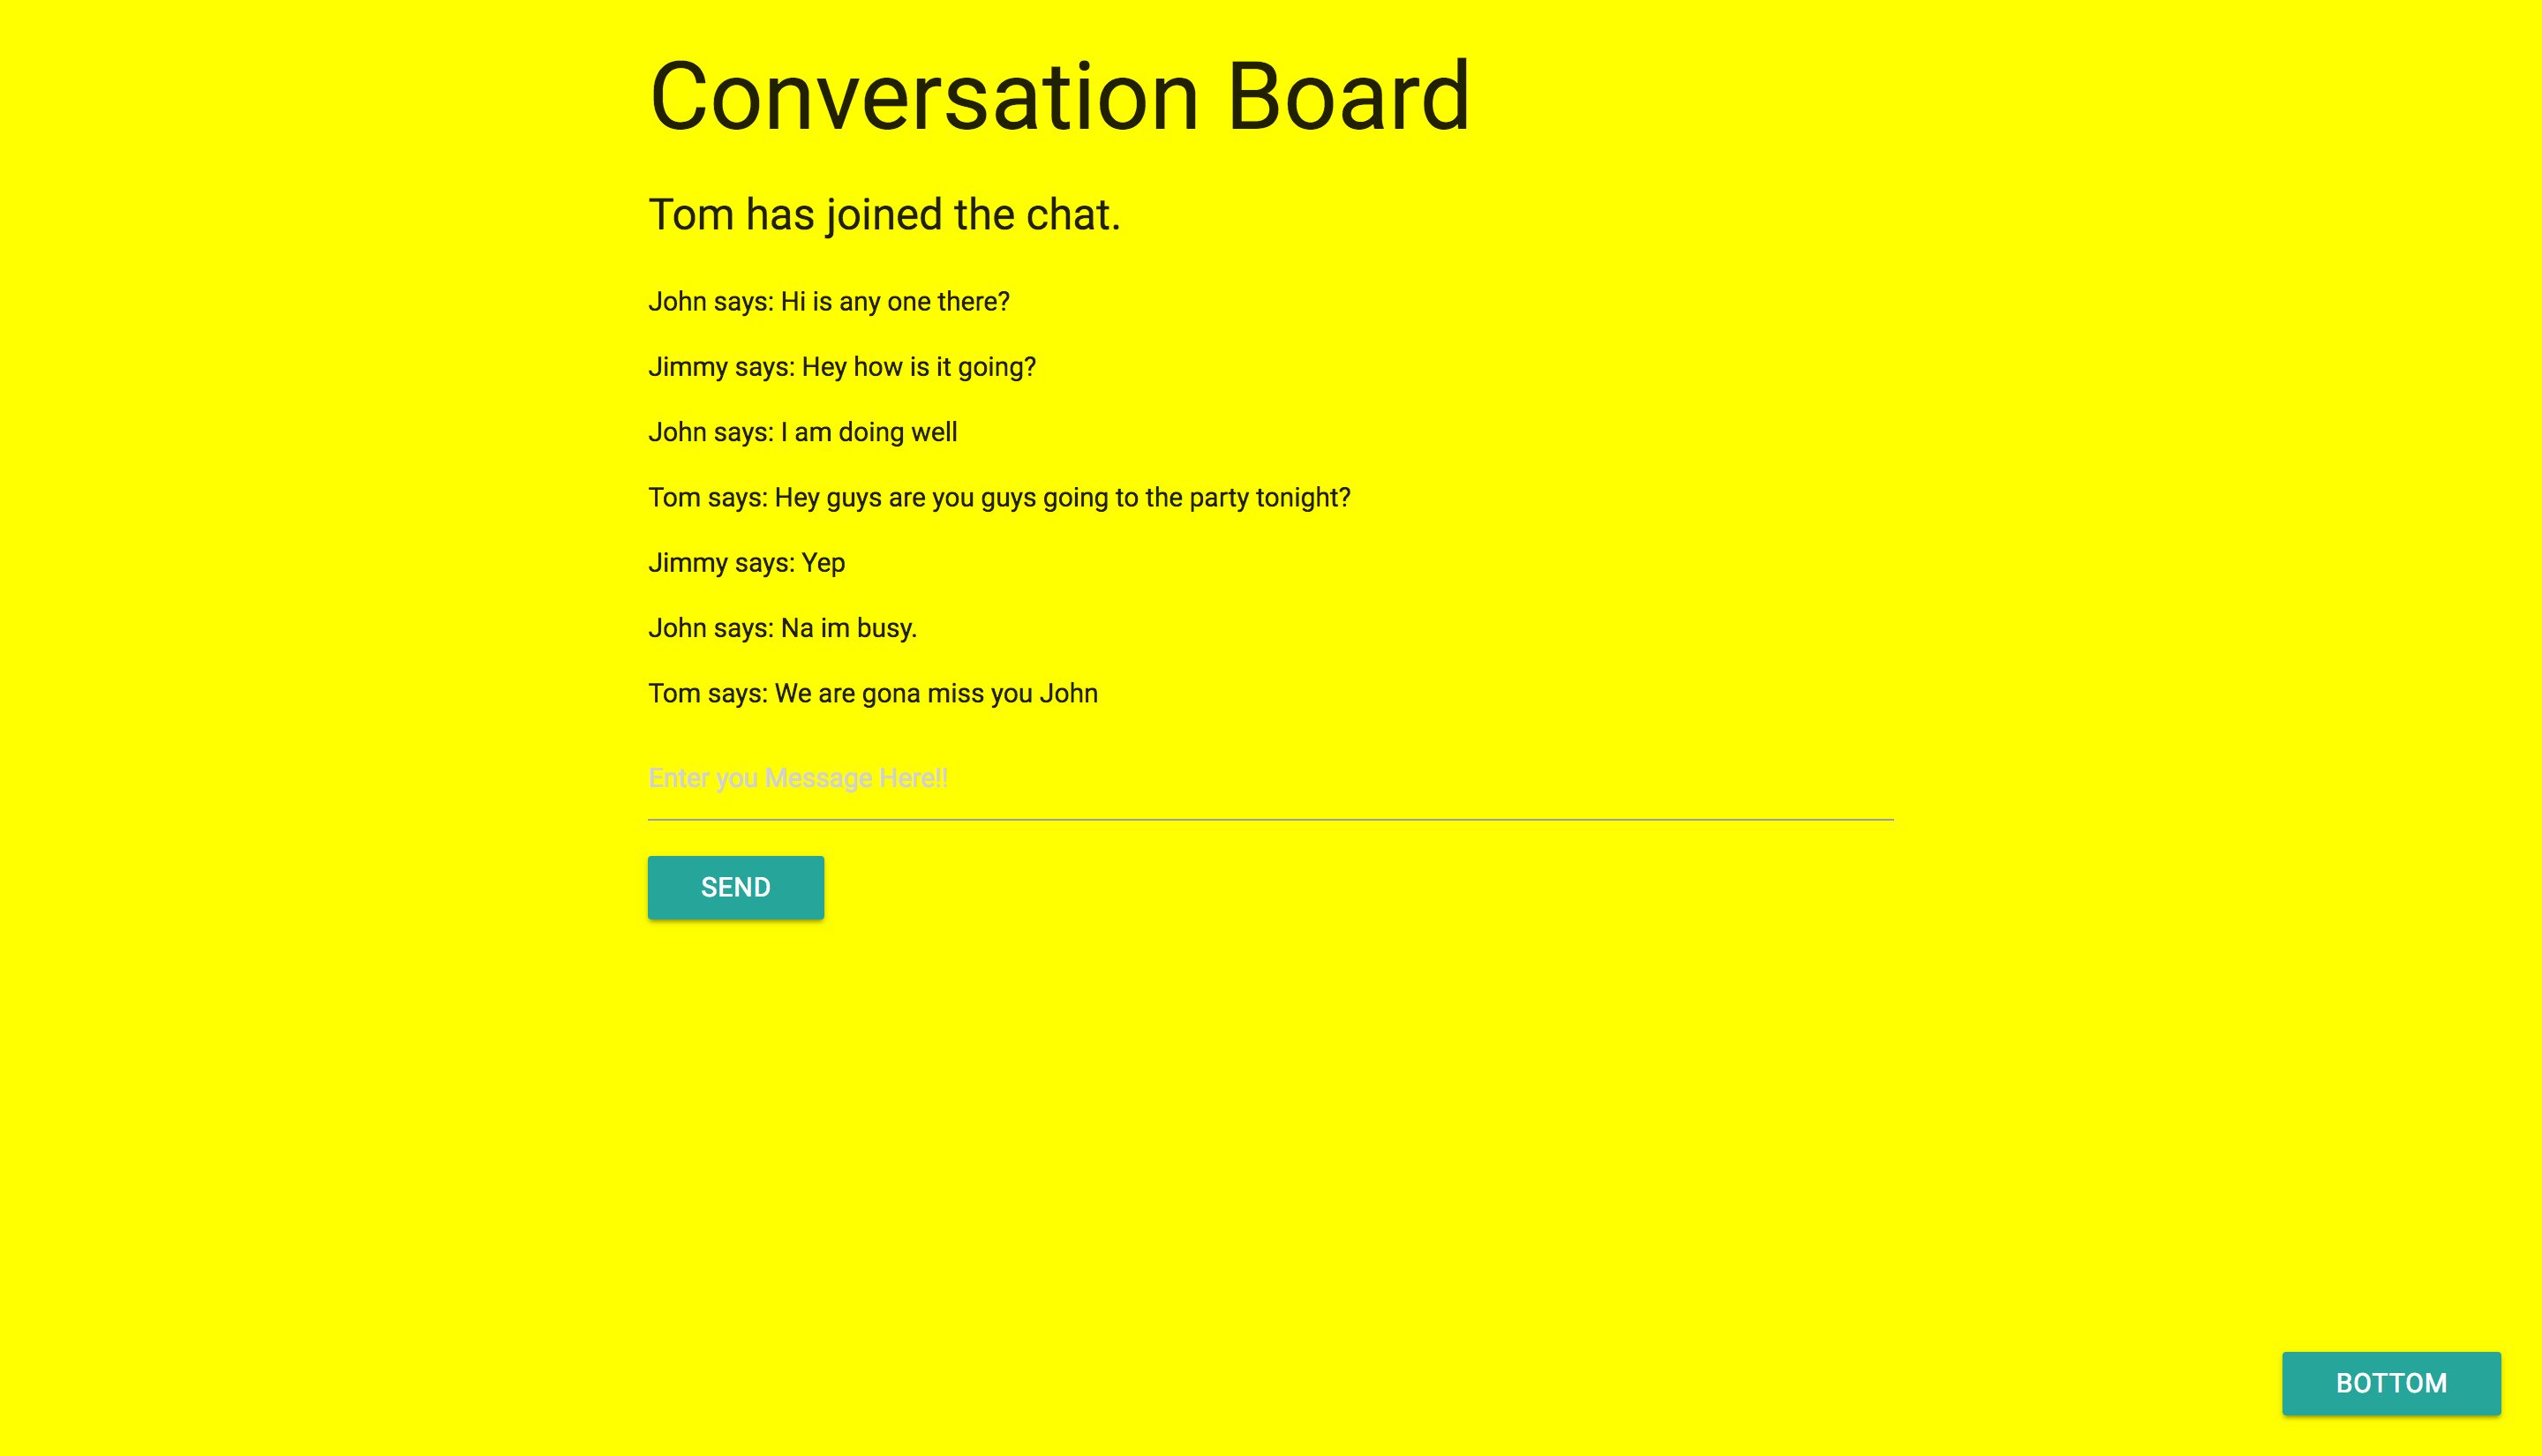 Conversation Board
Tom has joined the chat.
John says: Hi is any one there?
Jimmy says: Hey how is it going?
John says: I am doing well
Tom says: Hey guys are you guys going to the party tonight?
Jimmy says: Yep
John says: Na im busy.
Tom says: We are gona miss you John
Enter you Message Here!!
SEND
BOTTOM